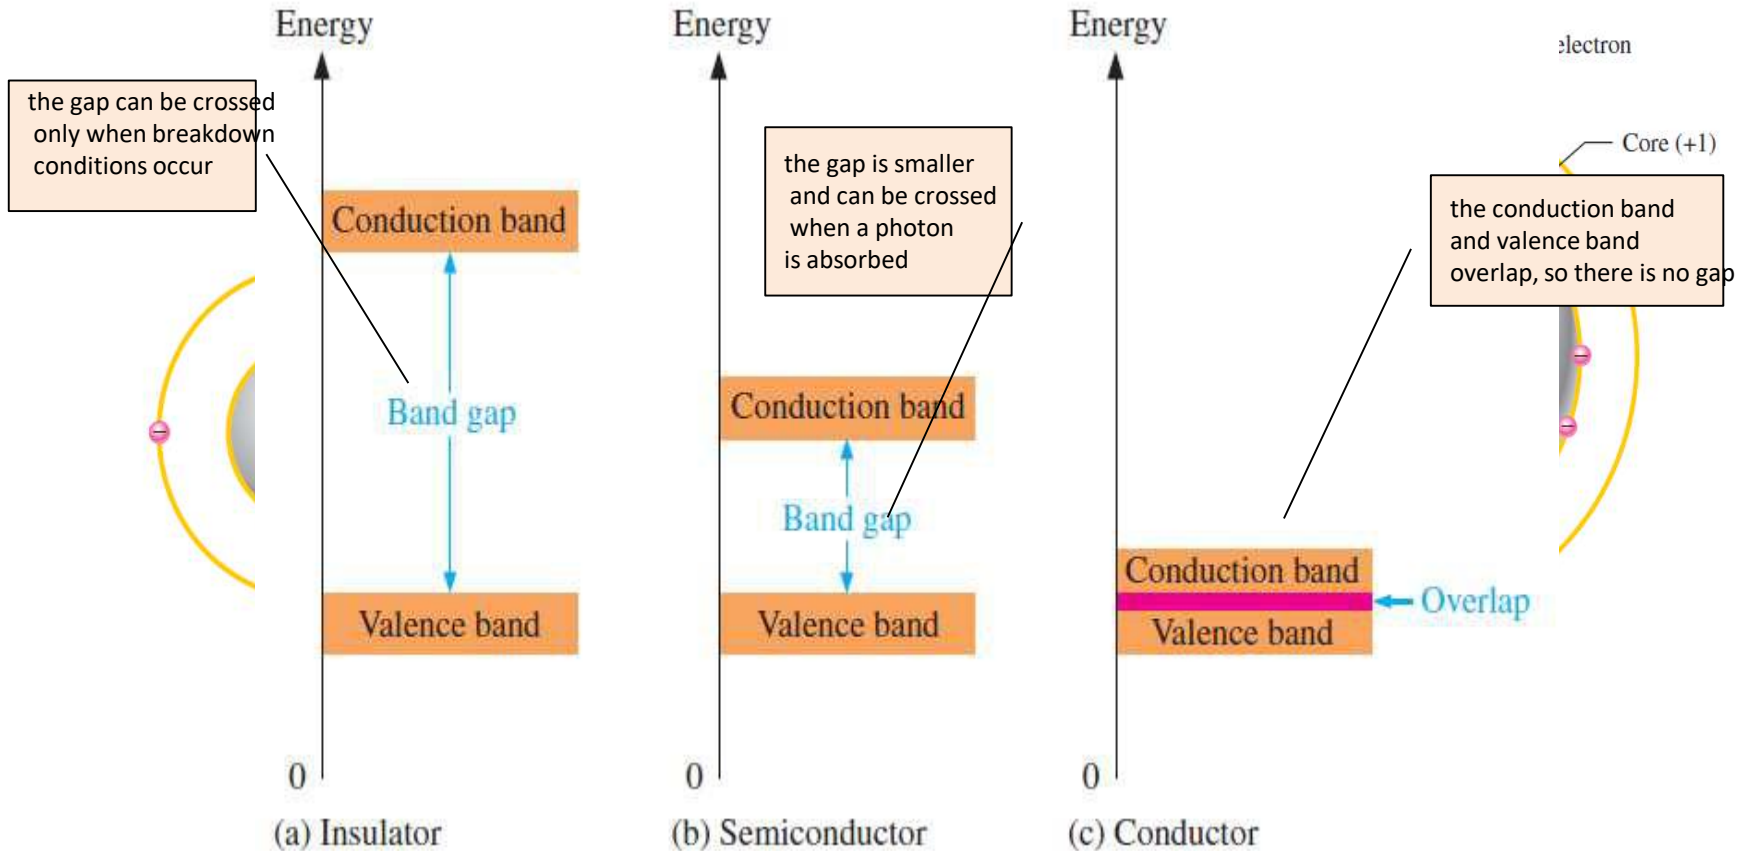 Energy
the gap can be crossed
only when breakdown
conditions occur
Conduction band
Band gap
Valence band
0
(a) Insulator
Energy
the gap is smaller
and can be crossed
when a photon
is absorbed
Conduction band
Band gap
Valence band
0
(b) Semiconductor
Energy
electron
Core (+1)
the conduction band
and valence band
overlap, so there is no gap
Conduction band
Overlap
Valence band
0
(c) Conductor